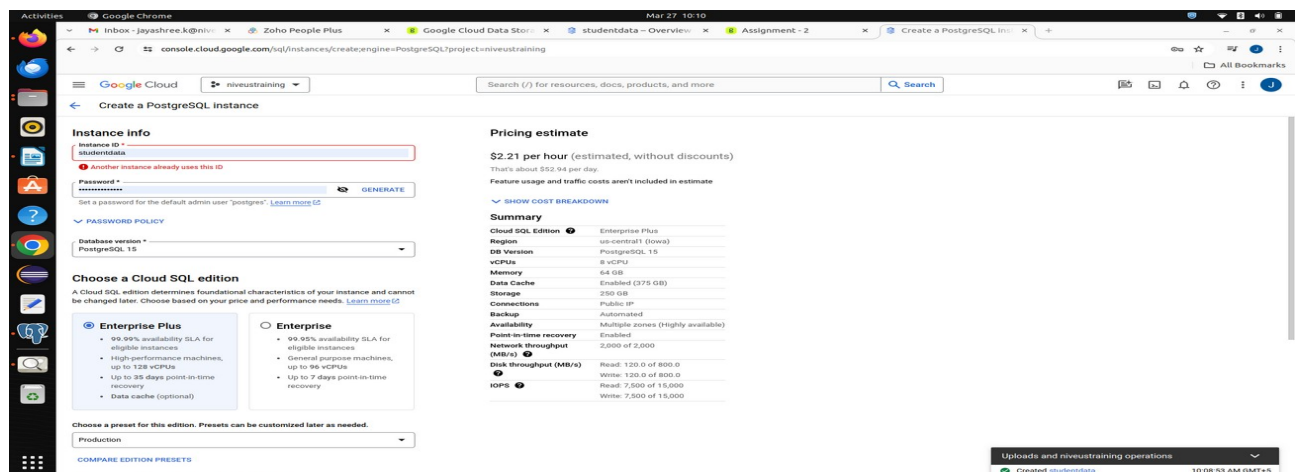 Activities
Google Chrome
Mar 27 10:10
Inbox - jayashree.k@niv
Zoho People Plus
Google Cloud Data Stor
studentdata – Overview
Assignment - 2
Create a PostgreSQL ins
console.cloud.google.com/sql/instances/create;engine=PostgreSQL?project=niveustraining
All Bookmarks
Google Cloud
niveustraining
Search (/) for resources, docs, products, and more
Search
J
Create a PostgreSQL instance
Instance info
Instance ID *
studentdata
Another instance already uses this ID
Password *
••••••••••••••
GENERATE
Set a password for the default admin user "postgres". Learn more
PASSWORD POLICY
Database version *
PostgreSQL 15
Choose a Cloud SQL edition
A Cloud SQL edition determines foundational characteristics of your instance and cannot
be changed later. Choose based on your price and performance needs. Learn more
Enterprise Plus
• 99.99% availability SLA for
eligible instances
• High-performance machines,
up to 128 vCPUs
• Up to 35 days point-in-time
recovery
• Data cache (optional)
Enterprise
• 99.95% availability SLA for
eligible instances
• General purpose machines,
up to 96 vCPUs
• Up to 7 days point-in-time
recovery
Choose a preset for this edition. Presets can be customized later as needed.
Production
COMPARE EDITION PRESETS
Pricing estimate
$2.21 per hour (estimated, without discounts)
That's about $52.94 per day.
Feature usage and traffic costs aren't included in estimate
SHOW COST BREAKDOWN
Summary
Cloud SQL Edition Enterprise Plus
Region us-central1 (Iowa)
DB Version PostgreSQL 15
vCPUs 8 vCPU
Memory 64 GB
Data Cache Enabled (375 GB)
Storage 250 GB
Connections Public IP
Backup Automated
Availability Multiple zones (Highly available)
Point-in-time recovery Enabled
Network throughput (MB/s) 2,000 of 2,000
Disk throughput (MB/s) Read: 120.0 of 800.0
Write: 120.0 of 800.0
IOPS Read: 7,500 of 15,000
Write: 7,500 of 15,000
Uploads and niveustraining operations
Created studentdata 10:08:53 AM GMT+5